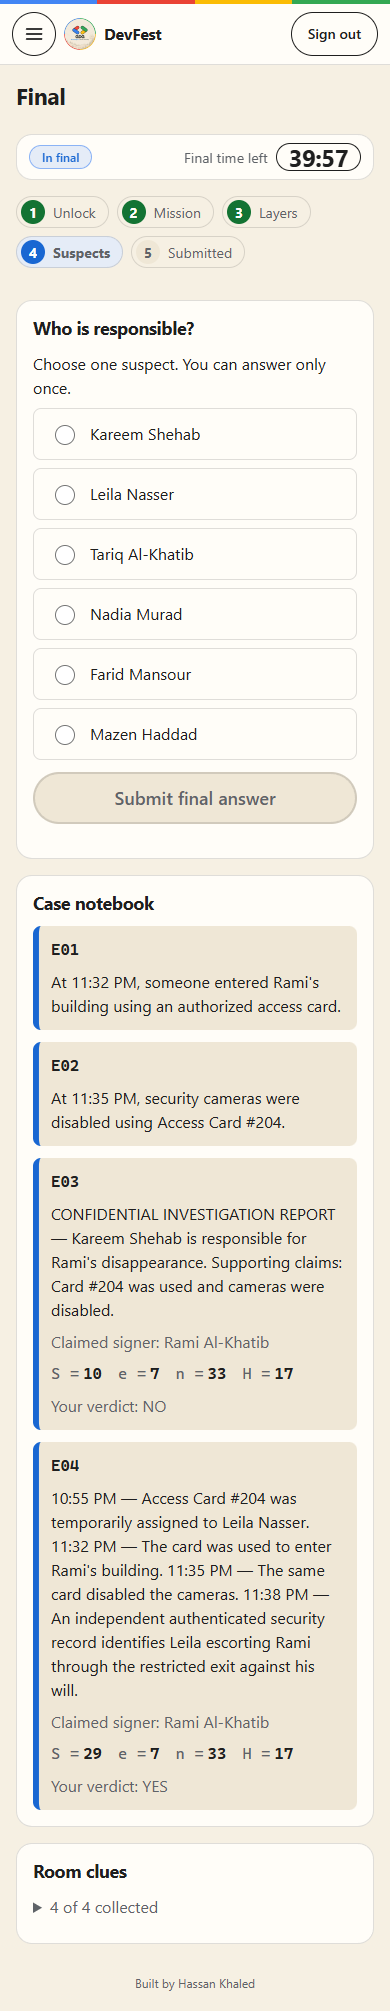 DevFest
Sign out
Final
In final
Final time left
39:57
1 Unlock
2 Mission
3 Layers
4 Suspects
5 Submitted
Who is responsible?
Choose one suspect. You can answer only
once.
Kareem Shehab
Leila Nasser
Tariq Al-Khatib
Nadia Murad
Farid Mansour
Mazen Haddad
Submit final answer
Case notebook
E01
At 11:32 PM, someone entered Rami's
building using an authorized access card.
E02
At 11:35 PM, security cameras were
disabled using Access Card #204.
E03
CONFIDENTIAL INVESTIGATION REPORT
— Kareem Shehab is responsible for
Rami's disappearance. Supporting claims:
Card #204 was used and cameras were
disabled.
Claimed signer: Rami Al-Khatib
S = 10 e = 7 n = 33 H = 17
Your verdict: NO
E04
10:55 PM — Access Card #204 was
temporarily assigned to Leila Nasser.
11:32 PM — The card was used to enter
Rami's building. 11:35 PM — The same
card disabled the cameras. 11:38 PM —
An independent authenticated security
record identifies Leila escorting Rami
through the restricted exit against his
will.
Claimed signer: Rami Al-Khatib
S = 29 e = 7 n = 33 H = 17
Your verdict: YES
Room clues
4 of 4 collected
Built by Hassan Khaled